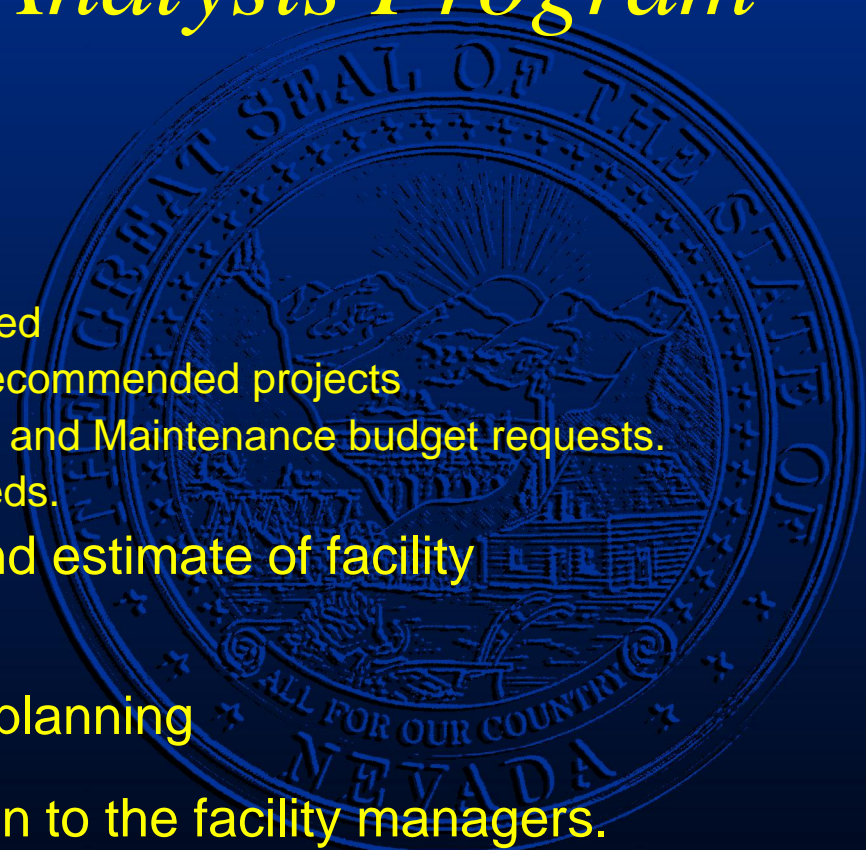 Analysis Program
THE GREAT SEAL OF THE STATE OF
ed
ecommended projects
and Maintenance budget requests.
eds.
nd estimate of facility
planning
n to the facility managers.
ALL FOR OUR COUNTRY
NEVADA